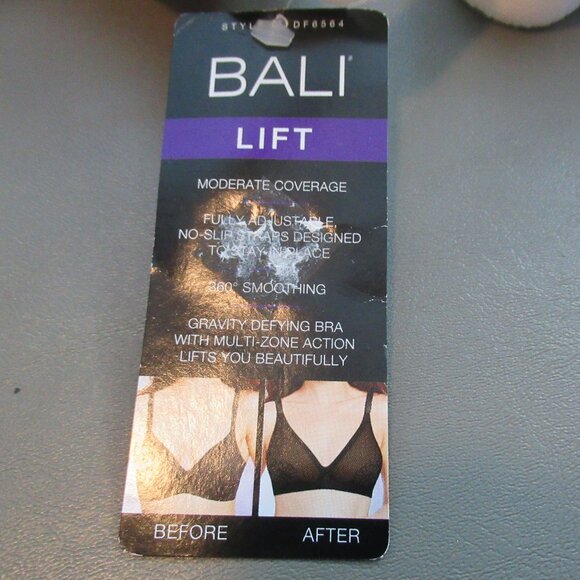 STYLE DF6564
BALI®
LIFT
MODERATE COVERAGE
FULLY ADJUSTABLE,
NO-SLIP STRAPS DESIGNED
TO STAY IN PLACE
360° SMOOTHING
GRAVITY DEFYING BRA
WITH MULTI-ZONE ACTION
LIFTS YOU BEAUTIFULLY
BEFORE
AFTER